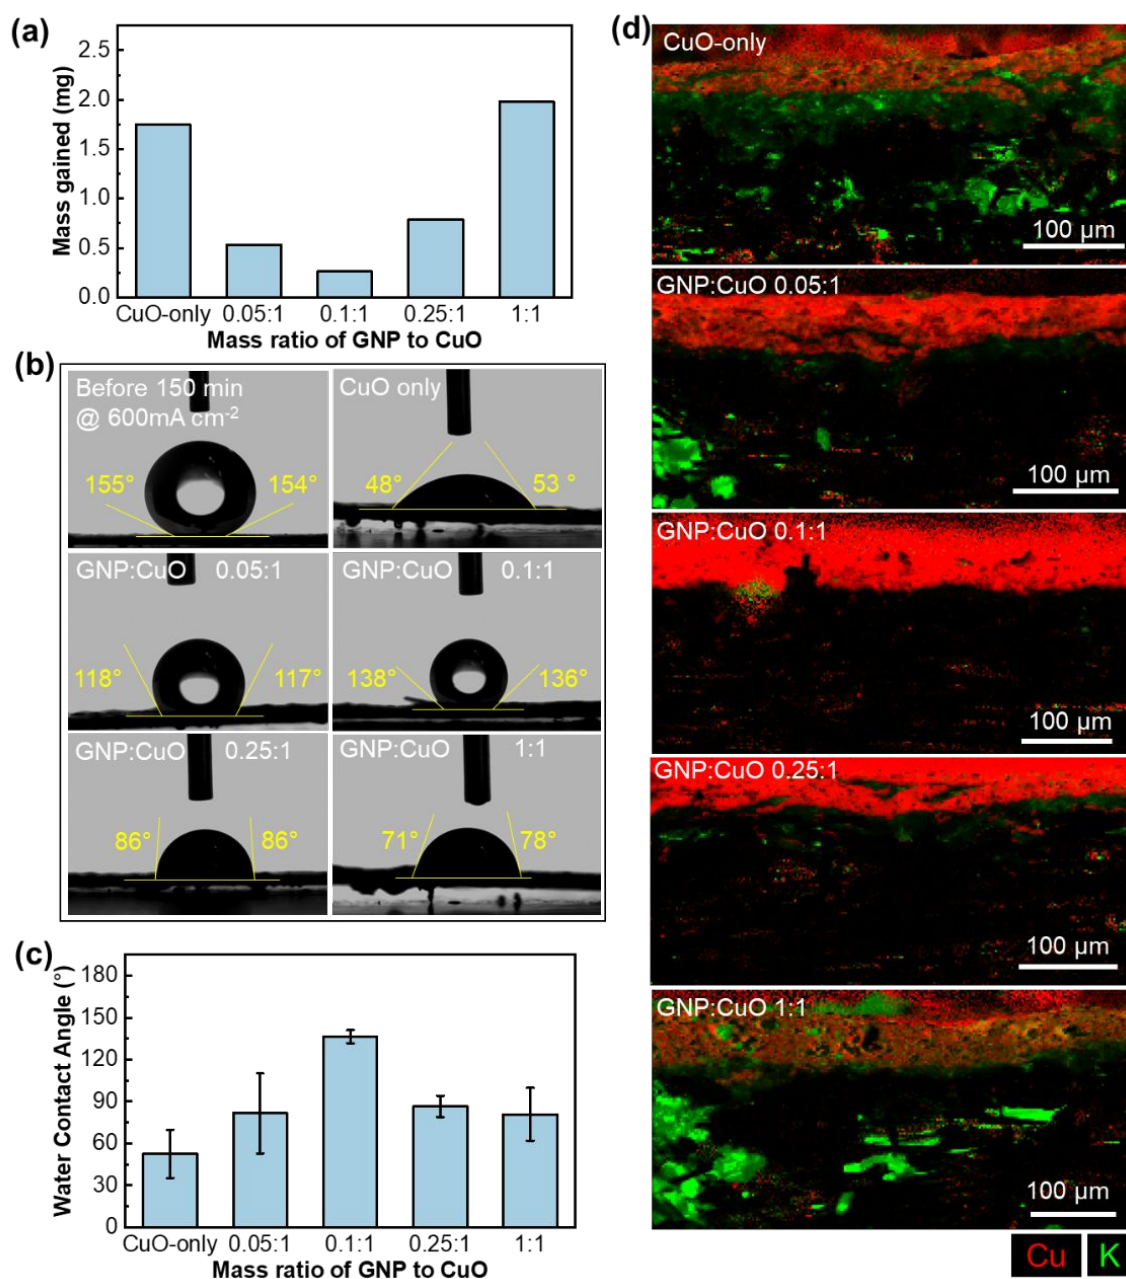 (a)
Mass gained (mg)
2.5
2.0
1.5
1.0
0.5
0.0
CuO-only 0.05:1 0.1:1 0.25:1 1:1
Mass ratio of GNP to CuO
(b)
Before 150 min
@ 600mA cm-2
155° 154°
CuO only
48° 53 °
GNP:CuO 0.05:1
118° 117°
GNP:CuO 0.1:1
138° 136°
GNP:CuO 0.25:1
86° 86°
GNP:CuO 1:1
71° 78°
(c)
Water Contact Angle (°)
180
150
120
90
60
30
0
CuO-only 0.05:1 0.1:1 0.25:1 1:1
Mass ratio of GNP to CuO
(d)
CuO-only
100 µm
GNP:CuO 0.05:1
100 µm
GNP:CuO 0.1:1
100 µm
GNP:CuO 0.25:1
100 µm
GNP:CuO 1:1
100 µm
Cu K